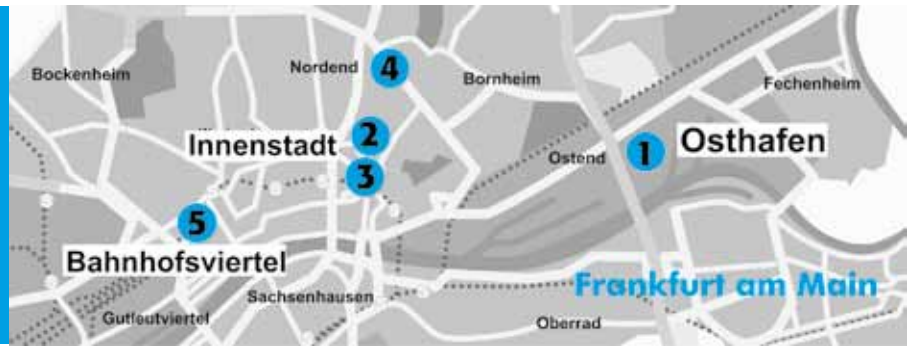 Bockenheim
Nordend
4
Bornheim
Fechenheim
2
Innenstadt
3
Ostend
1
Osthafen
5
Bahnhofsviertel
Sachsenhausen
Frankfurt am Main
Gutleutviertel
Oberrad